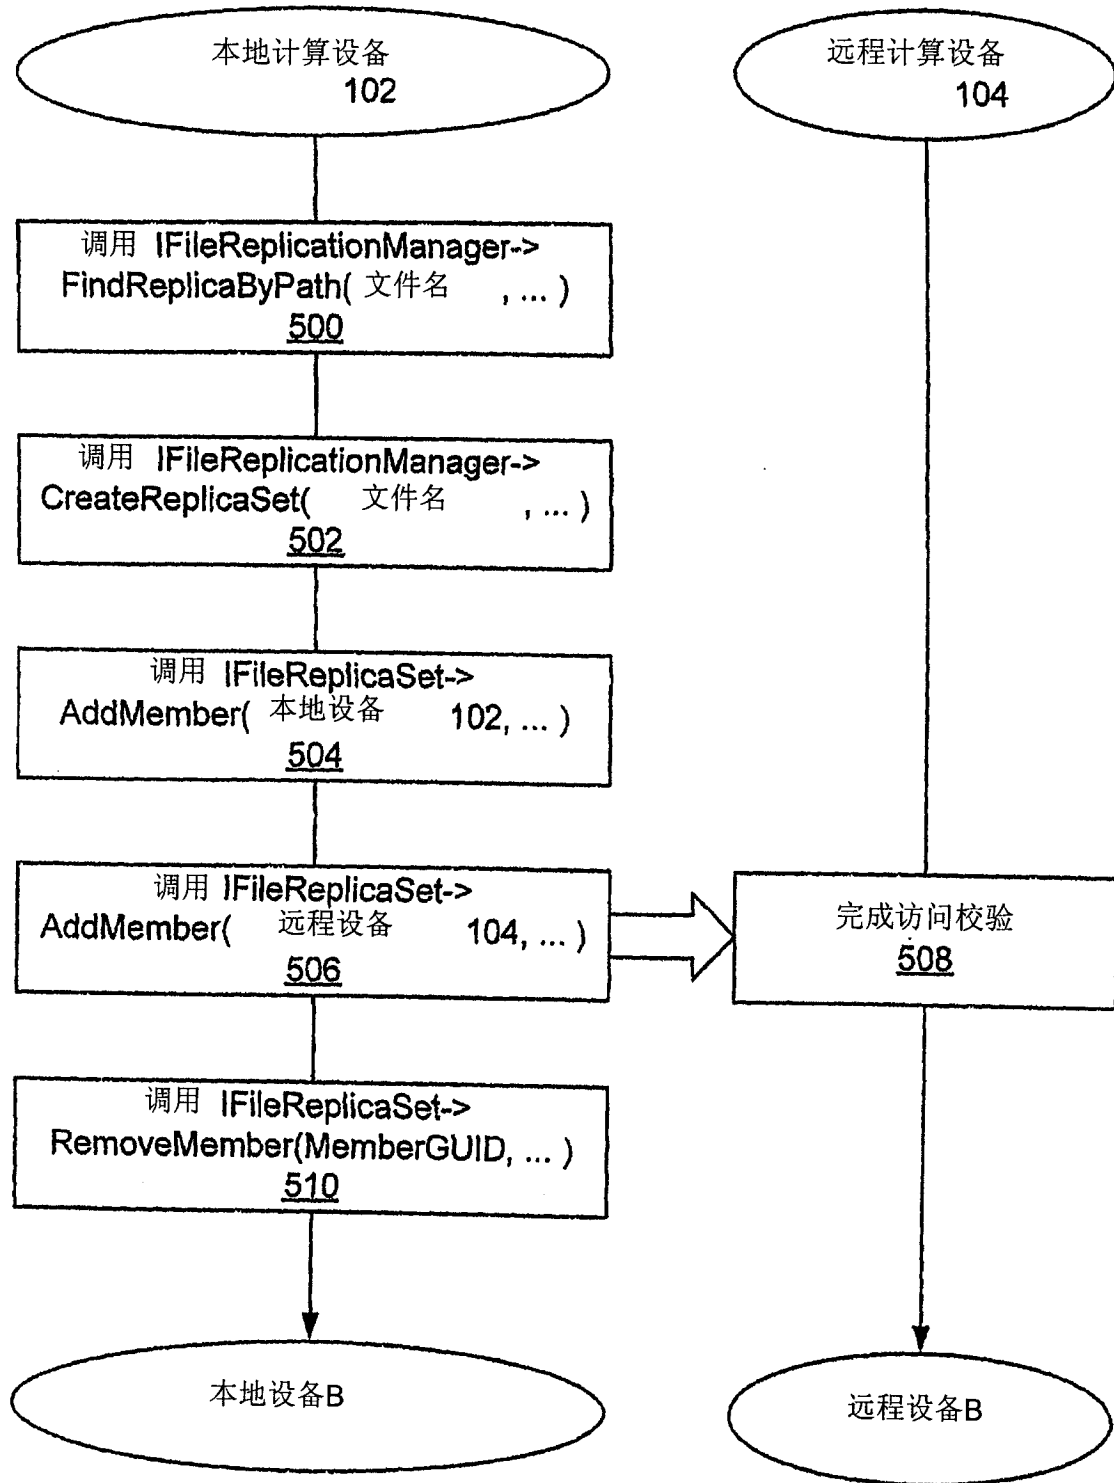 本地计算设备
102
远程计算设备
104
调用 IFileReplicationManager->
FindReplicaByPath( 文件名 , ... )
500
调用 IFileReplicationManager->
CreateReplicaSet( 文件名 , ... )
502
调用 IFileReplicaSet->
AddMember( 本地设备 102, ... )
504
调用 IFileReplicaSet->
AddMember( 远程设备 104, ... )
506
完成访问校验
508
调用 IFileReplicaSet->
RemoveMember(MemberGUID, ... )
510
本地设备B
远程设备B